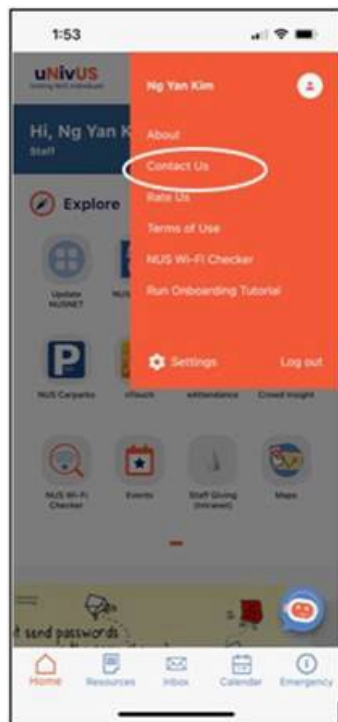 1:53
uNivUS
Ng Yan Kim
Hi, Ng Yan K
Staff
About
Contact Us
Explore
Rate Us
Terms of Use
NUS Wi-Fi Checker
Run Onboarding Tutorial
Update
NUSNET
Settings
Log out
NUS Carparks
uTouch
eAttendance
Crowd Insight
NUS Wi-Fi
Checker
Events
Staff Giving
(Intranet)
Maps
t send passwords
Home
Resources
Inbox
Calendar
Emergency